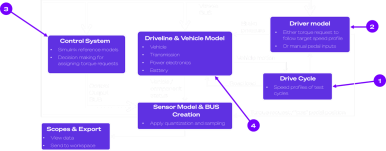 3
Control System
• Simulink reference models
• Decision making for
assigning torque requests
Driveline & Vehicle Model
• Vehicle
• Transmission
• Power electronics
• Battery
Driver model
• Either torque request to
follow target speed profile
• Or manual pedal inputs
2
Drive Cycle
• Speed profiles of test
cycles
1
Sensor Model & BUS
Creation
• Apply quantization and sampling
4
Scopes & Export
• View data
• Send to workspace